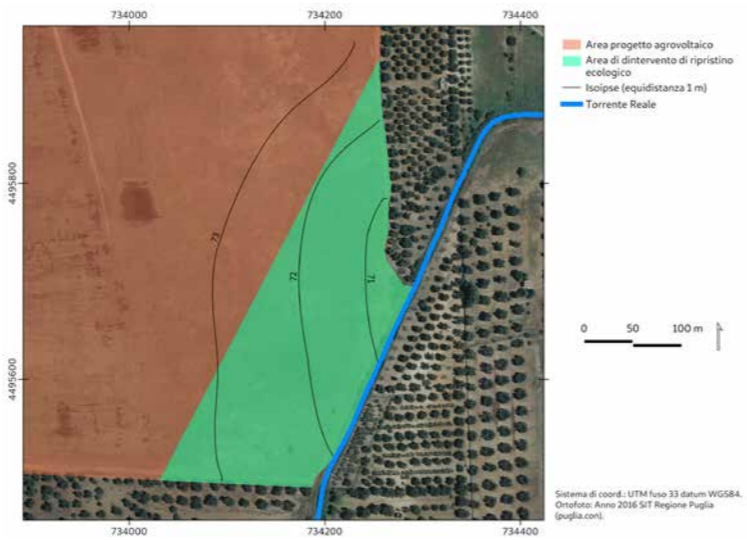 734000 734200 734400
4495800
4495600
73
72
71
734000 734200 734400
Area progetto agrovoltaico
Area di dintervento di ripristino
ecologico
Isoipse (equidistanza 1 m)
Torrente Reale
0 50 100 m
Sistema di coord.: UTM fuso 33 datum WGS84.
Ortofoto: Anno 2016 SIT Regione Puglia
(puglia.con).